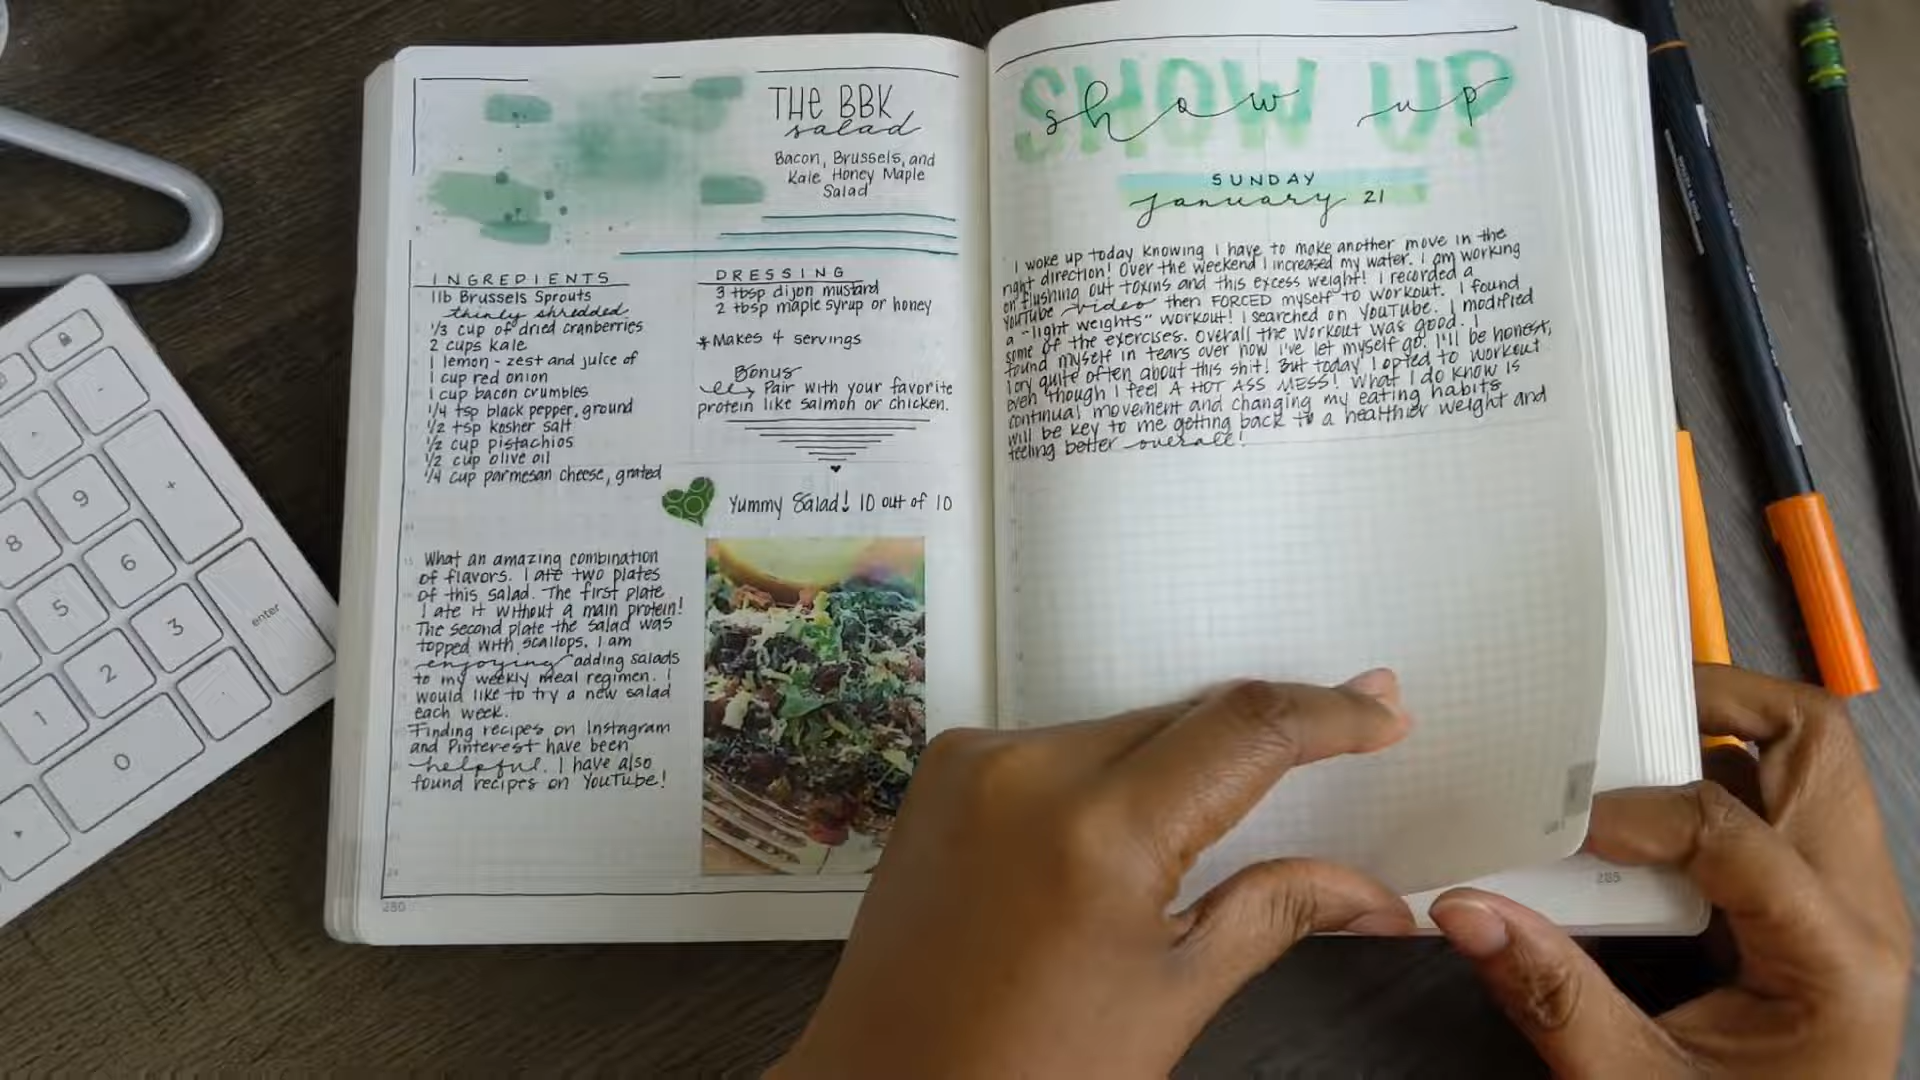 THE BBK
salad
Bacon, Brussels, and
Kale Honey Maple
Salad
INGREDIENTS
1lb Brussels Sprouts
thinly shredded
1/3 cup of dried cranberries
2 cups kale
1 lemon - zest and juice of
1 cup red onion
1 cup bacon crumbles
1/4 tsp black pepper, ground
1/2 tsp kosher salt
1/2 cup pistachios
1/2 cup olive oil
1/4 cup parmesan cheese, grated
DRESSING
3 tbsp dijon mustard
2 tbsp maple syrup or honey
*Makes 4 servings
Bonus
Pair with your favorite
protein like salmon or chicken.
Yummy Salad! 10 out of 10
What an amazing combination
of flavors. I ate two plates
of this salad. The first plate
I ate it without a main protein!
The second plate the salad was
topped with scallops. I am
enjoying adding salads
to my weekly meal regimen. I
would like to try a new salad
each week.
Finding recipes on Instagram
and Pinterest have been
helpful. I have also
found recipes on YouTube!
280
SHOW UP
show up
SUNDAY
january 21
I woke up today knowing I have to make another move in the
right direction! Over the weekend I increased my water. I am working
on flushing out toxins and this excess weight! I recorded a
YouTube video then FORCED myself to workout. I found
a "light weights" workout! I searched on YouTube. I modified
some of the exercises. Overall the workout was good. I
found myself in tears over how I've let myself go. I'll be honest,
I cry quite often about this shit! But today I opted to workout
even though I feel A HOT ASS MESS! What I do know is
continual movement and changing my eating habits
will be key to me getting back to a healthier weight and
feeling better overall!
285
8
9
+
5
6
1
2
3
enter
0
.